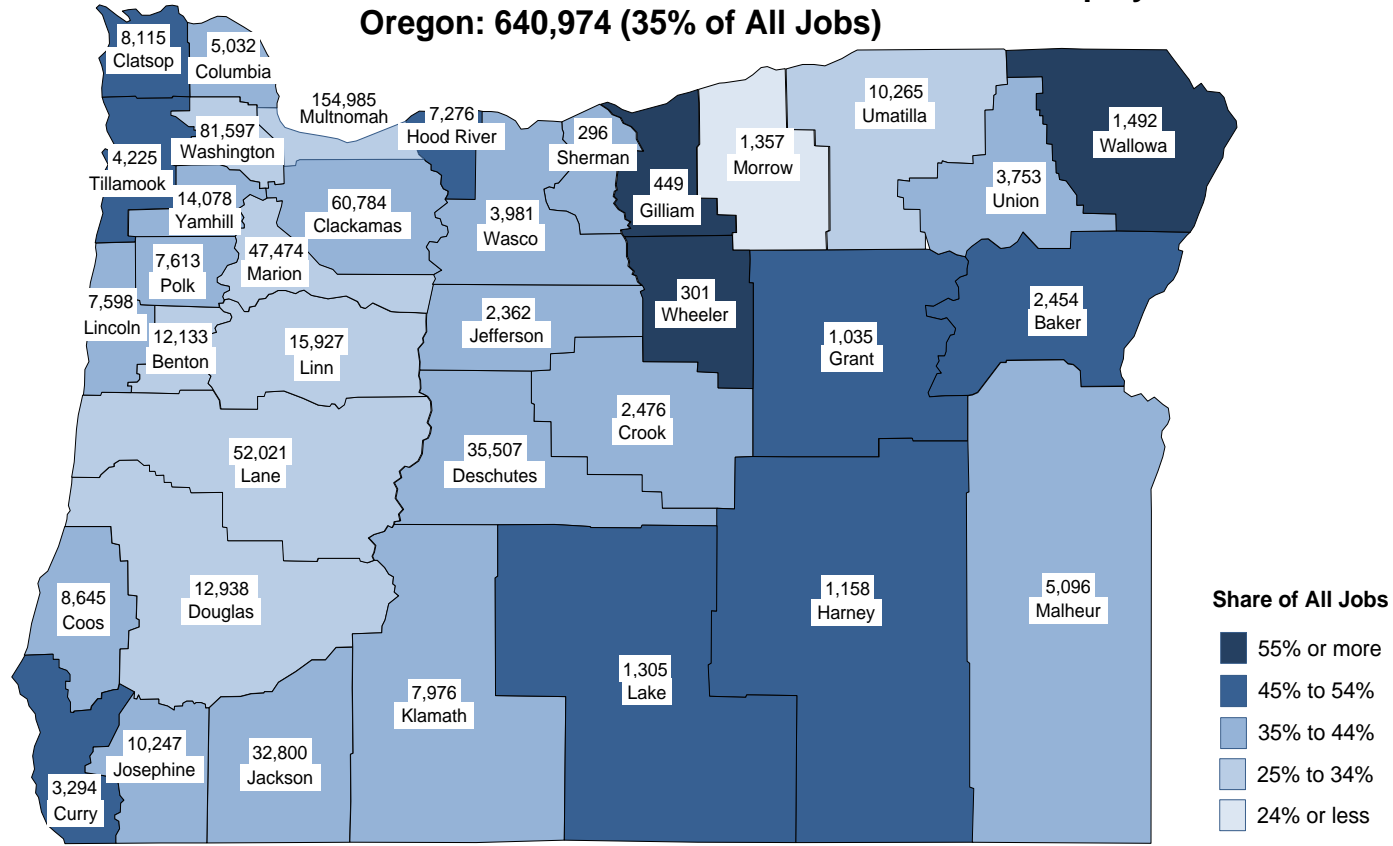 Oregon: 640,974 (35% of All Jobs)
8,115
Clatsop
5,032
Columbia
154,985
Multnomah
7,276
Hood River
81,597
Washington
4,225
Tillamook
14,078
Yamhill
60,784
Clackamas
296
Sherman
449
Gilliam
1,357
Morrow
10,265
Umatilla
3,753
Union
1,492
Wallowa
3,981
Wasco
47,474
Marion
7,613
Polk
7,598
Lincoln
12,133
Benton
15,927
Linn
2,362
Jefferson
301
Wheeler
1,035
Grant
2,454
Baker
2,476
Crook
35,507
Deschutes
52,021
Lane
12,938
Douglas
8,645
Coos
1,158
Harney
5,096
Malheur
1,305
Lake
7,976
Klamath
32,800
Jackson
10,247
Josephine
3,294
Curry
Share of All Jobs
55% or more
45% to 54%
35% to 44%
25% to 34%
24% or less